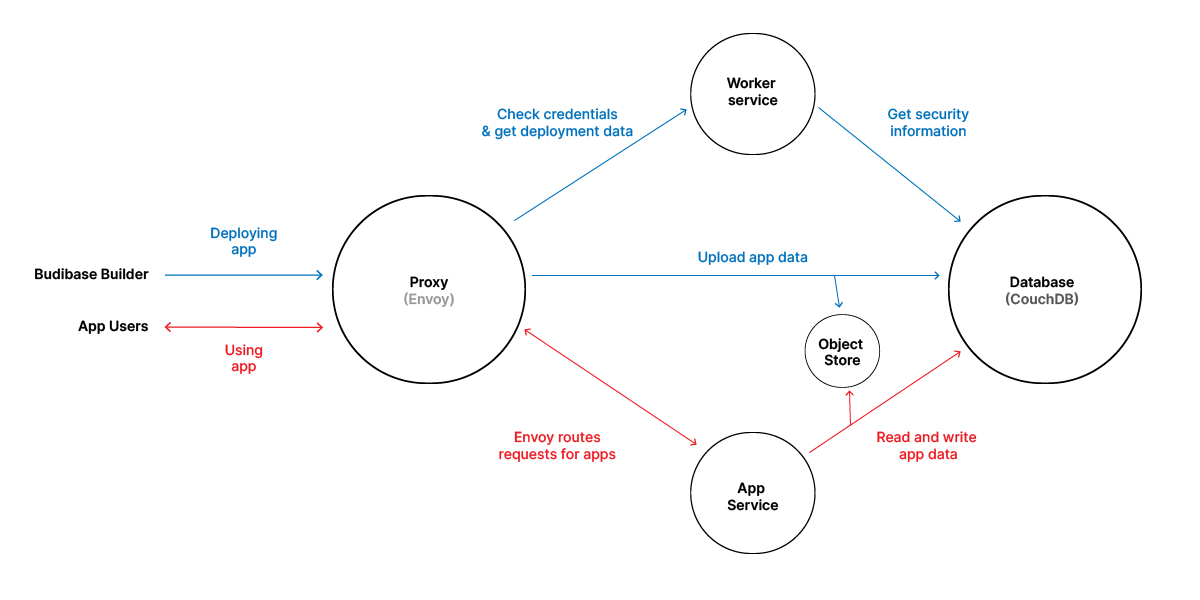 Worker
service
Check credentials
& get deployment data
Get security
information
Deploying
app
Budibase Builder
Upload app data
Proxy
(Envoy)
Database
(CouchDB)
App Users
Using
app
Object
Store
Envoy routes
requests for apps
Read and write
app data
App
Service